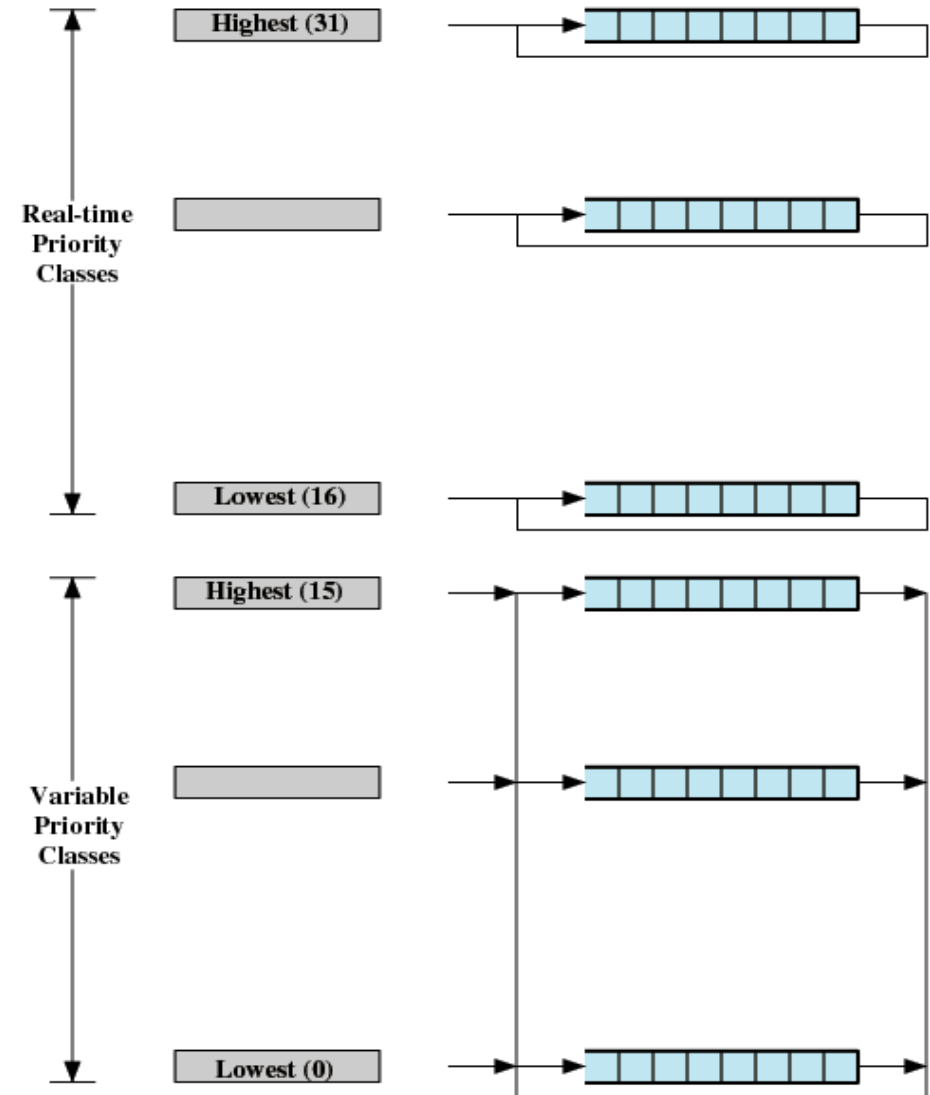 Highest (31)
Real-time
Priority
Classes
Lowest (16)
Highest (15)
Variable
Priority
Classes
Lowest (0)